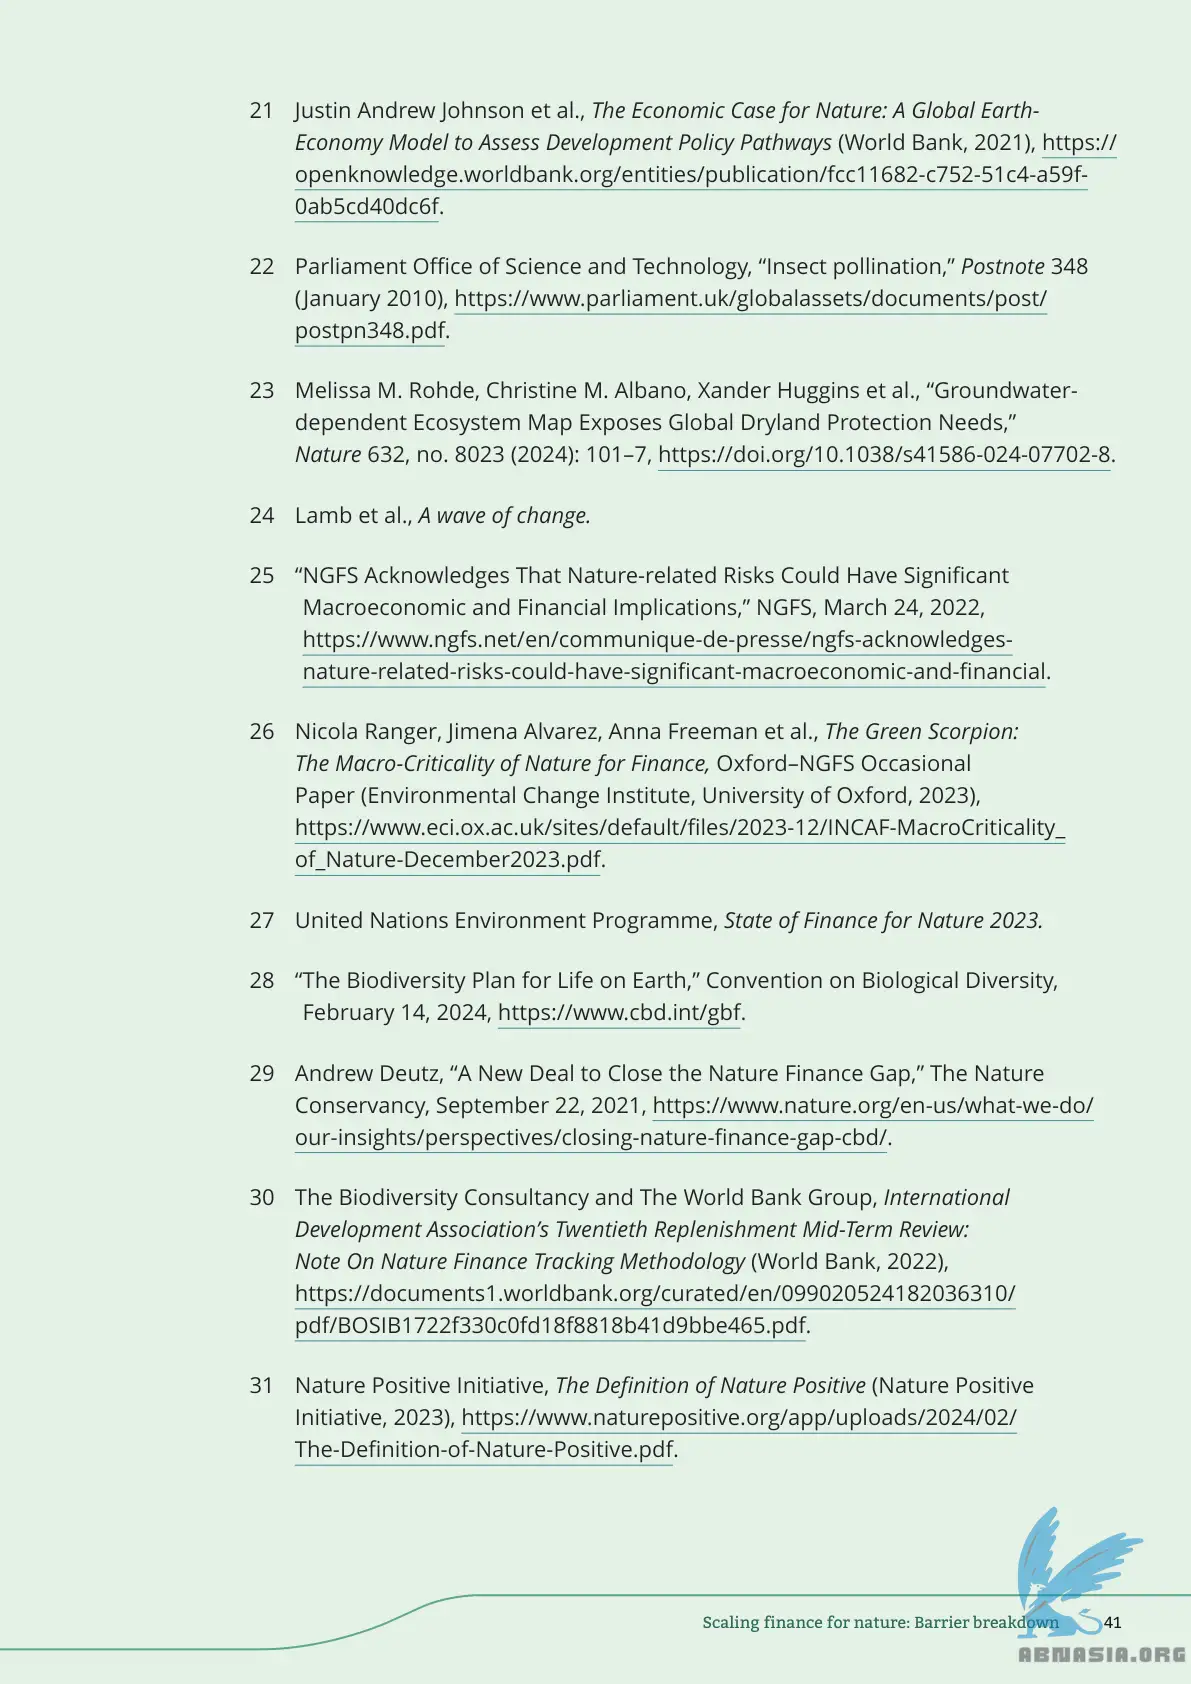 21 Justin Andrew Johnson et al., The Economic Case for Nature: A Global Earth-
Economy Model to Assess Development Policy Pathways (World Bank, 2021), https://
openknowledge.worldbank.org/entities/publication/fcc11682-c752-51c4-a59f-
0ab5cd40dc6f.
22 Parliament Office of Science and Technology, “Insect pollination,” Postnote 348
(January 2010), https://www.parliament.uk/globalassets/documents/post/
postpn348.pdf.
23 Melissa M. Rohde, Christine M. Albano, Xander Huggins et al., “Groundwater-
dependent Ecosystem Map Exposes Global Dryland Protection Needs,”
Nature 632, no. 8023 (2024): 101–7, https://doi.org/10.1038/s41586-024-07702-8.
24 Lamb et al., A wave of change.
25 “NGFS Acknowledges That Nature-related Risks Could Have Significant
Macroeconomic and Financial Implications,” NGFS, March 24, 2022,
https://www.ngfs.net/en/communique-de-presse/ngfs-acknowledges-
nature-related-risks-could-have-significant-macroeconomic-and-financial.
26 Nicola Ranger, Jimena Alvarez, Anna Freeman et al., The Green Scorpion:
The Macro-Criticality of Nature for Finance, Oxford–NGFS Occasional
Paper (Environmental Change Institute, University of Oxford, 2023),
https://www.eci.ox.ac.uk/sites/default/files/2023-12/INCAF-MacroCriticality_
of_Nature-December2023.pdf.
27 United Nations Environment Programme, State of Finance for Nature 2023.
28 “The Biodiversity Plan for Life on Earth,” Convention on Biological Diversity,
February 14, 2024, https://www.cbd.int/gbf.
29 Andrew Deutz, “A New Deal to Close the Nature Finance Gap,” The Nature
Conservancy, September 22, 2021, https://www.nature.org/en-us/what-we-do/
our-insights/perspectives/closing-nature-finance-gap-cbd/.
30 The Biodiversity Consultancy and The World Bank Group, International
Development Association’s Twentieth Replenishment Mid-Term Review:
Note On Nature Finance Tracking Methodology (World Bank, 2022),
https://documents1.worldbank.org/curated/en/099020524182036310/
pdf/BOSIB1722f330c0fd18f8818b41d9bbe465.pdf.
31 Nature Positive Initiative, The Definition of Nature Positive (Nature Positive
Initiative, 2023), https://www.naturepositive.org/app/uploads/2024/02/
The-Definition-of-Nature-Positive.pdf.
Scaling finance for nature: Barrier breakdown 41
ABNASIA.ORG